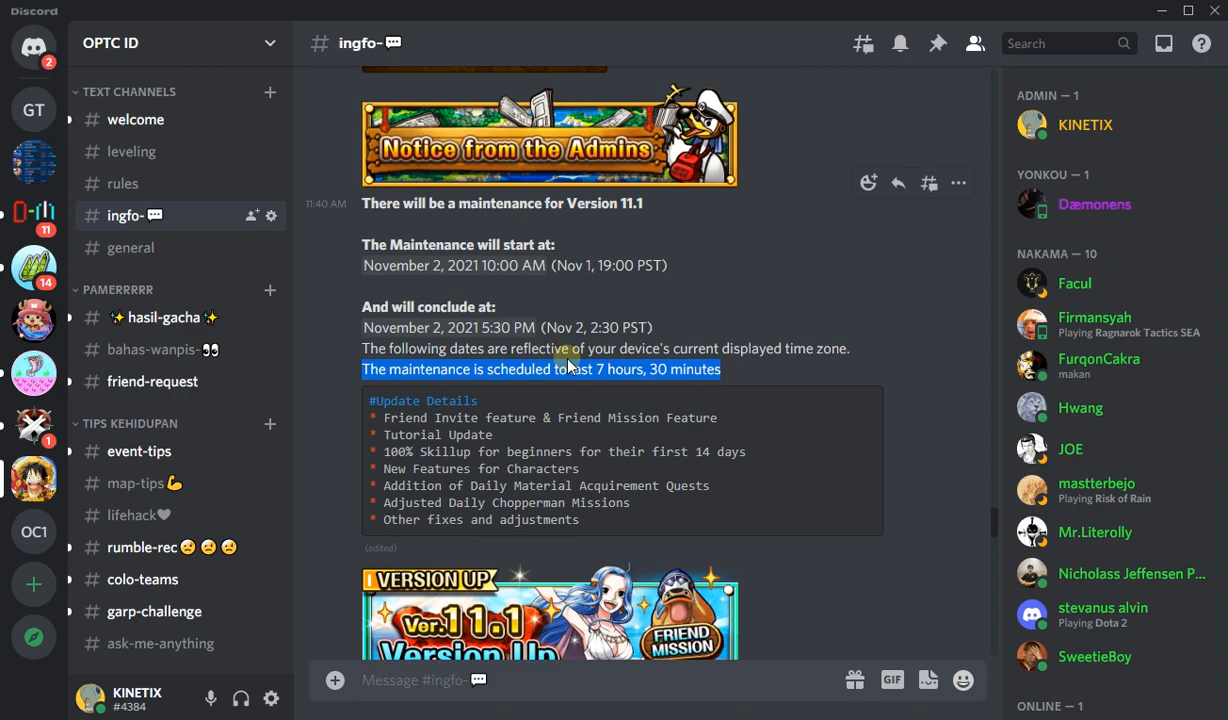 Discord
OPTC ID
# ingfo-💬
Search
2
GT
11
14
1
OC1
TEXT CHANNELS
# welcome
# leveling
# rules
# ingfo-💬
# general
PAMERRRRR
# ✨hasil-gacha✨
# bahas-wanpis-👀
# friend-request
TIPS KEHIDUPAN
# event-tips
# map-tips💪
# lifehack🖤
# rumble-rec😥😥😥
# colo-teams
# garp-challenge
# ask-me-anything
KINETIX
#4384
Notice from the Admins
11:40 AM There will be a maintenance for Version 11.1
The Maintenance will start at:
November 2, 2021 10:00 AM (Nov 1, 19:00 PST)
And will conclude at:
November 2, 2021 5:30 PM (Nov 2, 2:30 PST)
The following dates are reflective of your device's current displayed time zone.
The maintenance is scheduled to last 7 hours, 30 minutes
#Update Details
* Friend Invite feature & Friend Mission Feature
* Tutorial Update
* 100% Skillup for beginners for their first 14 days
* New Features for Characters
* Addition of Daily Material Acquirement Quests
* Adjusted Daily Chopperman Missions
* Other fixes and adjustments
(edited)
VERSION UP
Ver.11.1
Version Up
FRIEND
MISSION
Message #ingfo-💬
GIF
ADMIN — 1
KINETIX
YONKOU — 1
Dæmonens
NAKAMA — 10
Facul
Firmansyah
Playing Ragnarok Tactics SEA
FurqonCakra
makan
Hwang
JOE
mastterbejo
Playing Risk of Rain
Mr.Literolly
Nicholass Jeffensen P...
stevanus alvin
Playing Dota 2
SweetieBoy
ONLINE — 1